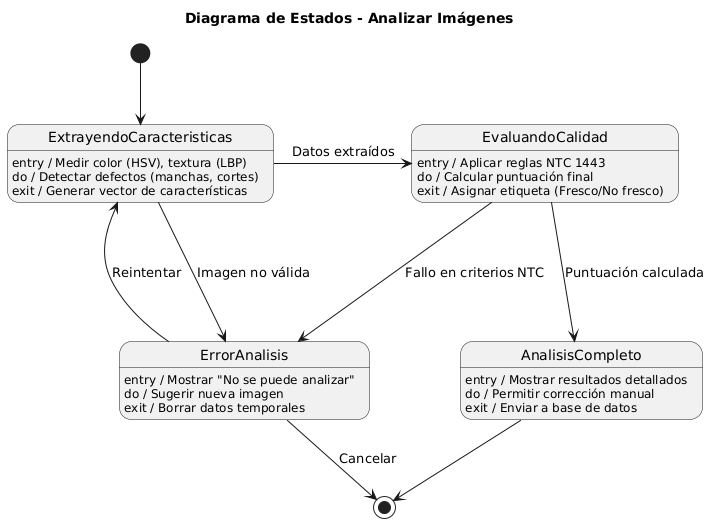 Diagrama de Estados - Analizar Imágenes
ExtrayendoCaracteristicas
entry / Medir color (HSV), textura (LBP)
do / Detectar defectos (manchas, cortes)
exit / Generar vector de características
Datos extraídos
EvaluandoCalidad
entry / Aplicar reglas NTC 1443
do / Calcular puntuación final
exit / Asignar etiqueta (Fresco/No fresco)
Reintentar
Imagen no válida
Fallo en criterios NTC
Puntuación calculada
ErrorAnalisis
entry / Mostrar "No se puede analizar"
do / Sugerir nueva imagen
exit / Borrar datos temporales
AnalisisCompleto
entry / Mostrar resultados detallados
do / Permitir corrección manual
exit / Enviar a base de datos
Cancelar